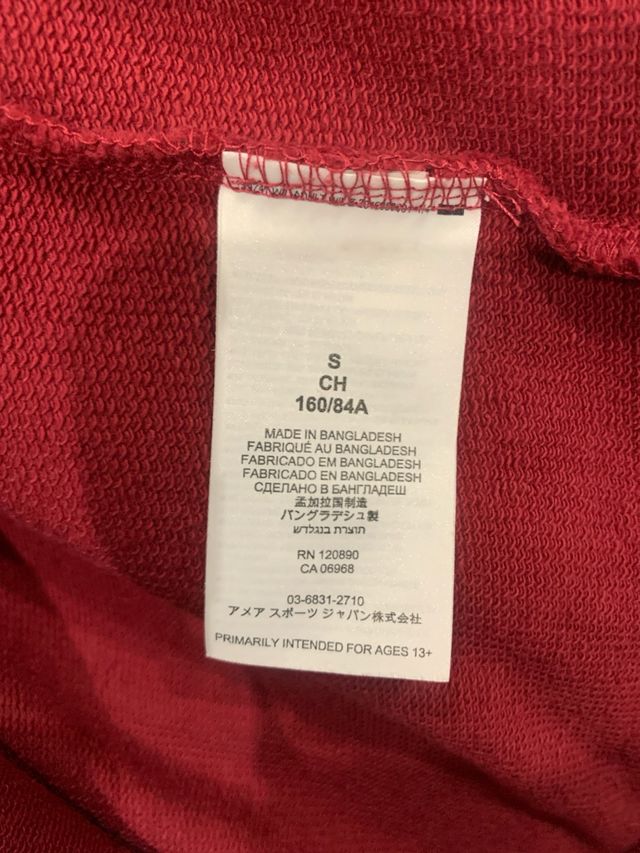 S
CH
160/84A
MADE IN BANGLADESH
FABRIQUÉ AU BANGLADESH
FABRICADO EM BANGLADESH
FABRICADO EN BANGLADESH
СДЕЛАНО В БАНГЛАДЕШ
孟加拉国制造
バングラデシュ製
תוצרת בנגלדש
RN 120890
CA 06968
03-6831-2710
アメア スポーツ ジャパン株式会社
PRIMARILY INTENDED FOR AGES 13+